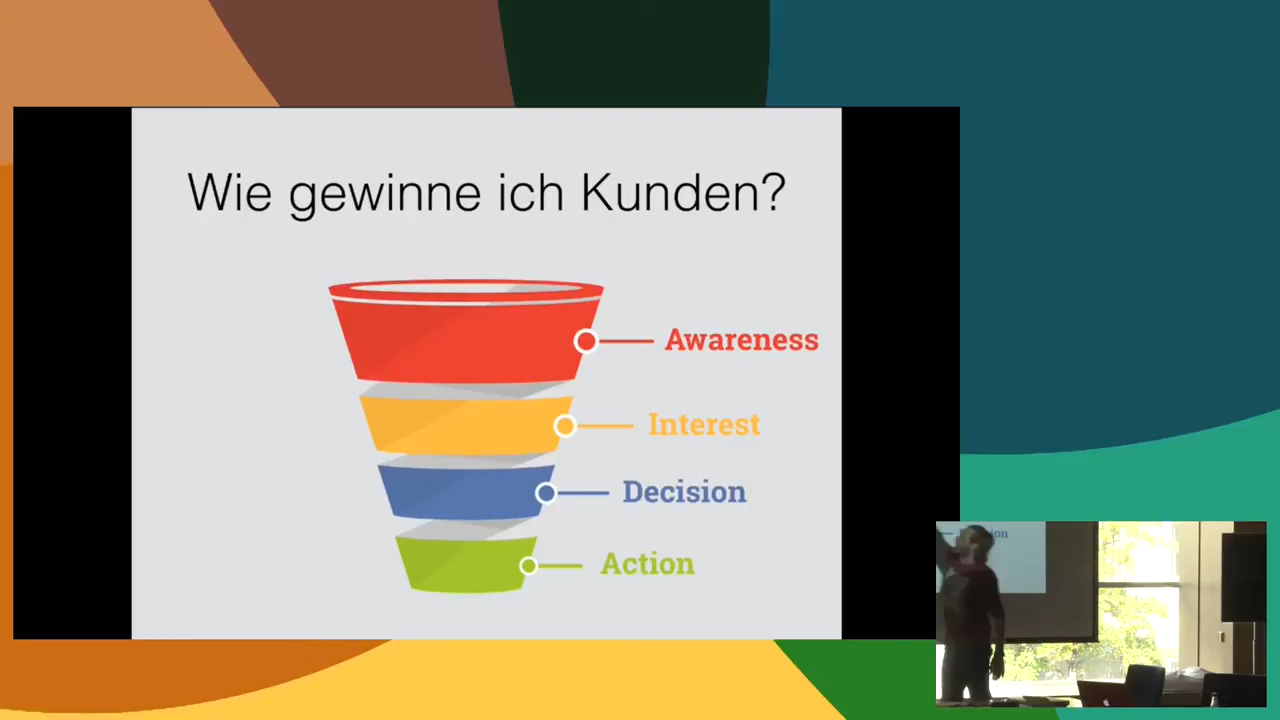 Wie gewinne ich Kunden?
Awareness
Interest
Decision
Action